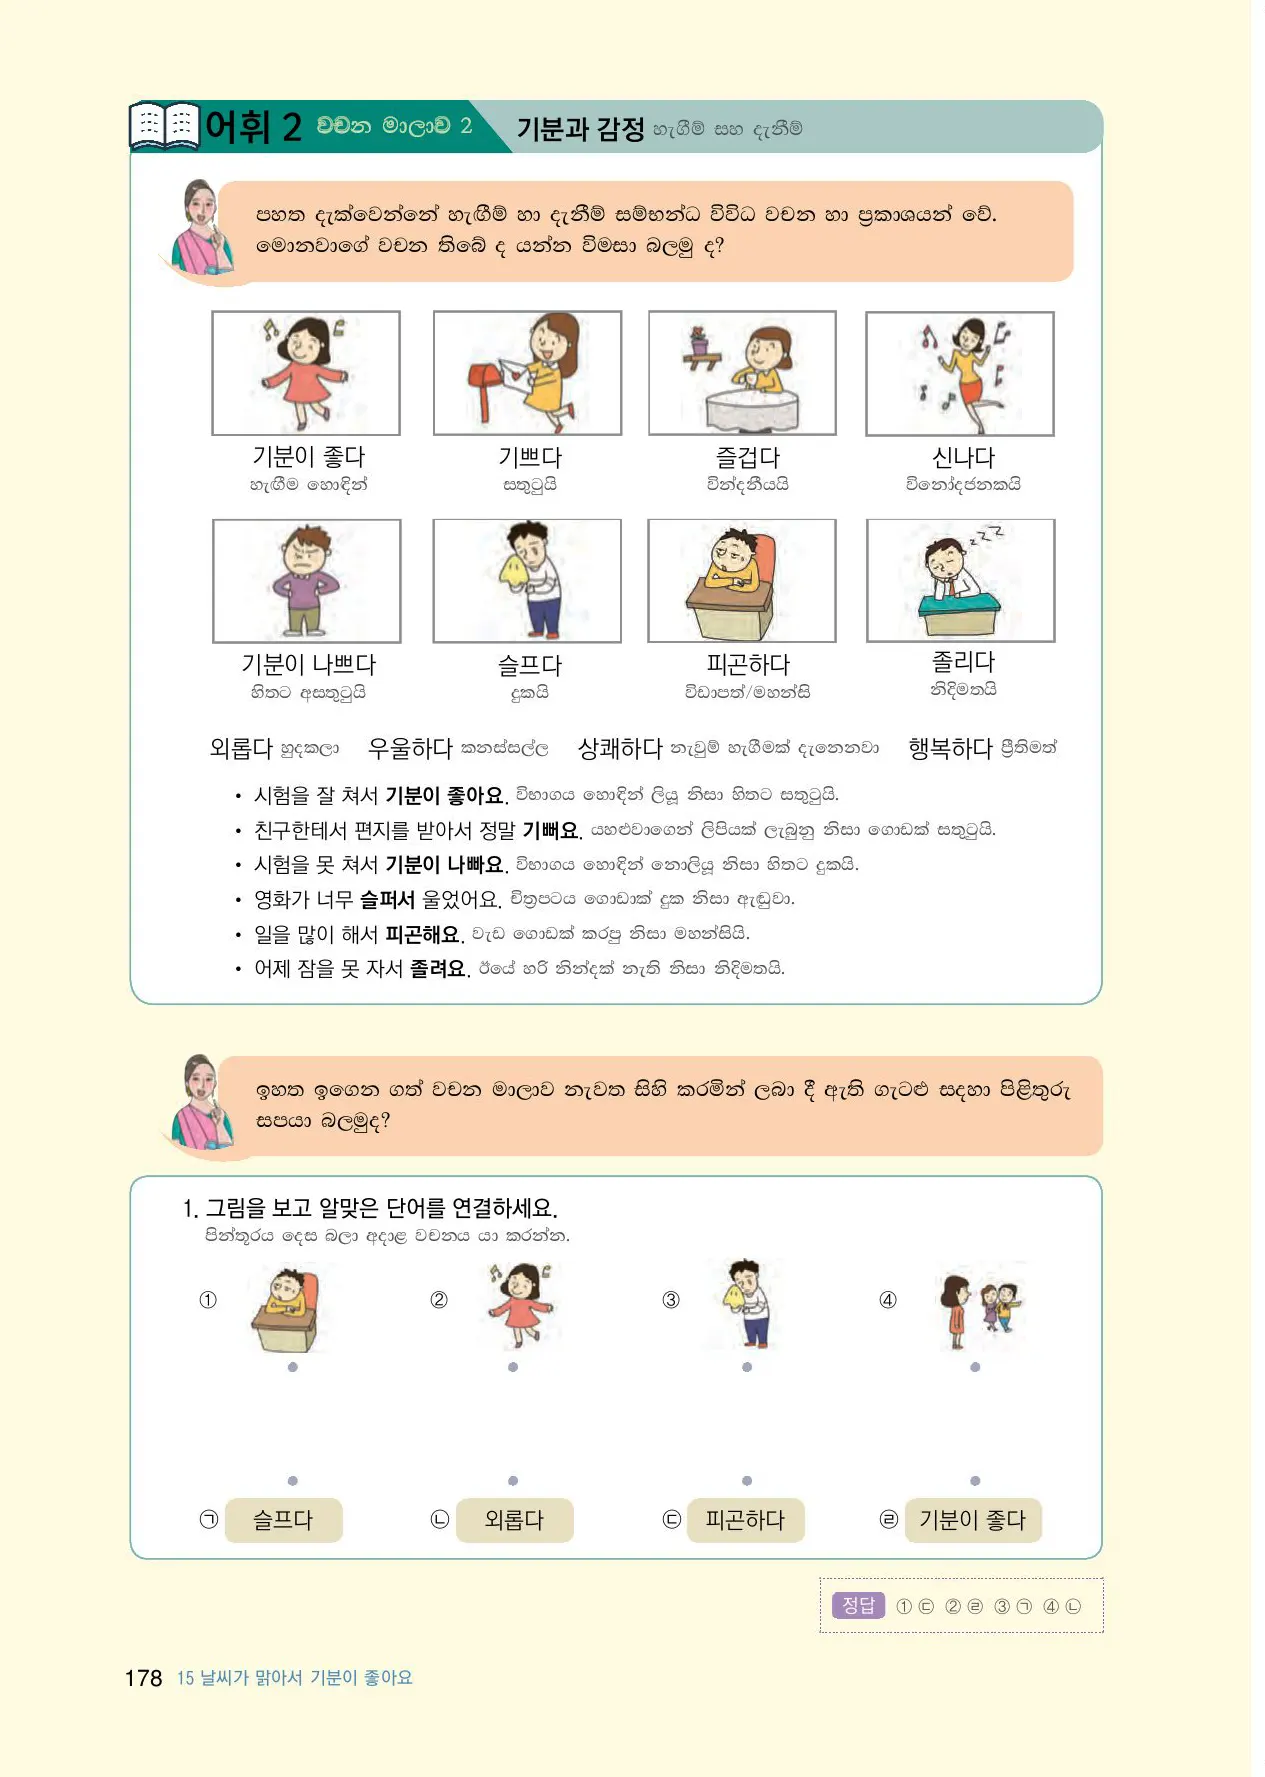 어휘 2 වචන මාලාව 2 기분과 감정 හැගීම් සහ දැනීම්
පහත දැක්වෙන්නේ හැඟීම් හා දැනීම් සම්භන්ධ විවිධ වචන හා ප්‍රකාශයන් වේ.
මොනවාගේ වචන තිබේ ද යන්න විමසා බලමු ද?
기분이 좋다 기쁘다 즐겁다 신나다
හැඟීම හොඳින් සතුටුයි වින්දනීයයි විනෝදජනකයි
기분이 나쁘다 슬프다 피곤하다 졸리다
හිතට අසතුටුයි දුකයි විඩාපත්/මහන්සි නිදිමතයි
외롭다 හුදකලා 우울하다 කනස්සල්ල 상쾌하다 නැවුම් හැගීමක් දැනෙනවා 행복하다 ප්‍රීතිමත්
• 시험을 잘 쳐서 기분이 좋아요. විභාගය හොඳින් ලියූ නිසා හිතට සතුටුයි.
• 친구한테서 편지를 받아서 정말 기뻐요. යහළුවාගෙන් ලිපියක් ලැබුනු නිසා ගොඩක් සතුටුයි.
• 시험을 못 쳐서 기분이 나빠요. විභාගය හොඳින් නොලියූ නිසා හිතට දුකයි.
• 영화가 너무 슬퍼서 울었어요. චිත්‍රපටය ගොඩාක් දුක නිසා ඇඬුවා.
• 일을 많이 해서 피곤해요. වැඩ ගොඩක් කරපු නිසා මහන්සියි.
• 어제 잠을 못 자서 졸려요. ඊයේ හරි නින්දක් නැති නිසා නිදිමතයි.
ඉහත ඉගෙන ගත් වචන මාලාව නැවත සිහි කරමින් ලබා දී ඇති ගැටළු සදහා පිළිතුරු
සපයා බලමුද?
1. 그림을 보고 알맞은 단어를 연결하세요.
පින්තූරය දෙස බලා අදාළ වචනය යා කරන්න.
① ② ③ ④
㉠ 슬프다 ㉡ 외롭다 ㉢ 피곤하다 ㉣ 기분이 좋다
정답 ① ㉢ ② ㉣ ③ ㉠ ④ ㉡
178 15 날씨가 맑아서 기분이 좋아요